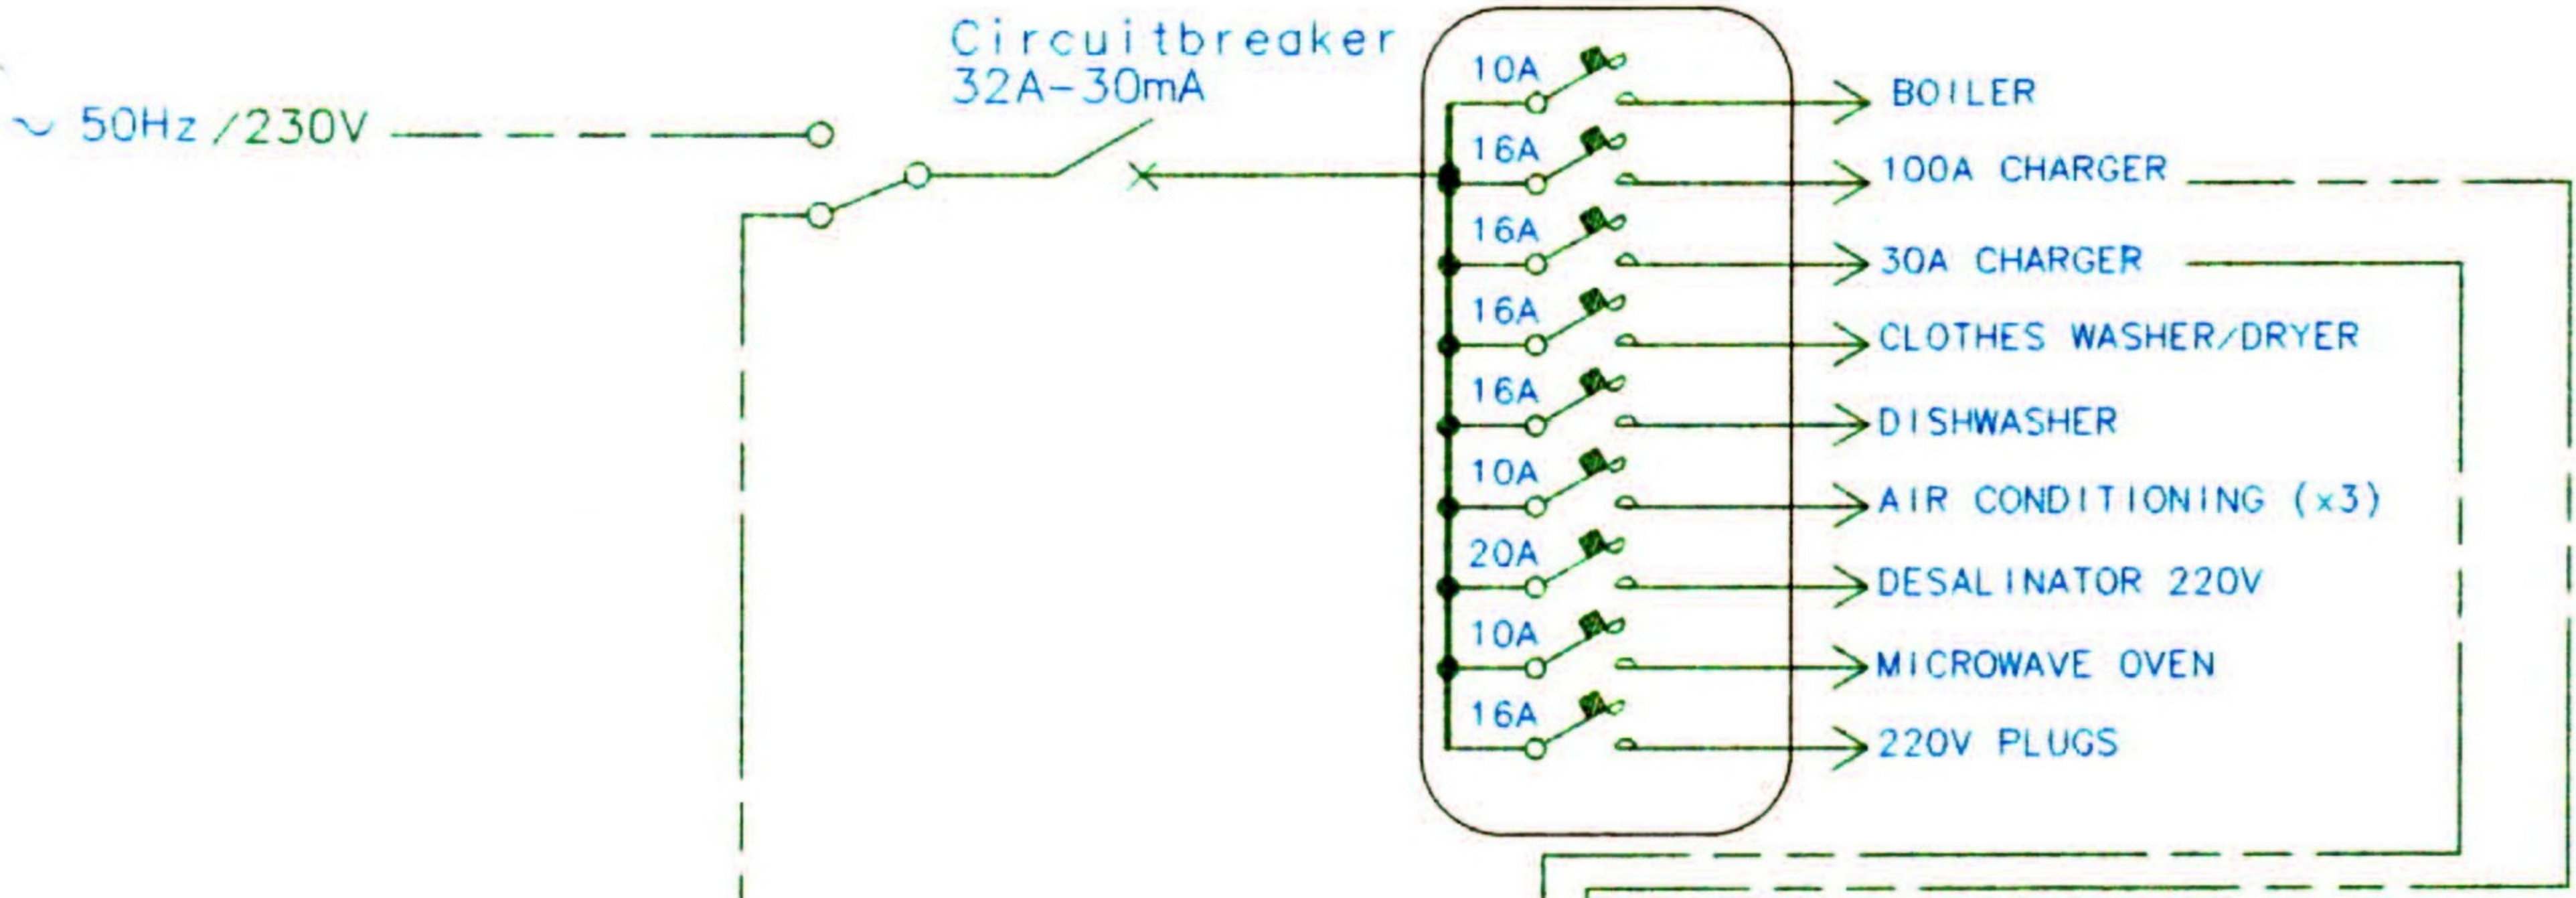 Circuitbreaker
32A-30mA
~ 50Hz/230V
10A BOILER
16A 100A CHARGER
16A 30A CHARGER
16A CLOTHES WASHER/DRYER
16A DISHWASHER
10A AIR CONDITIONING (x3)
20A DESALINATOR 220V
10A MICROWAVE OVEN
16A 220V PLUGS